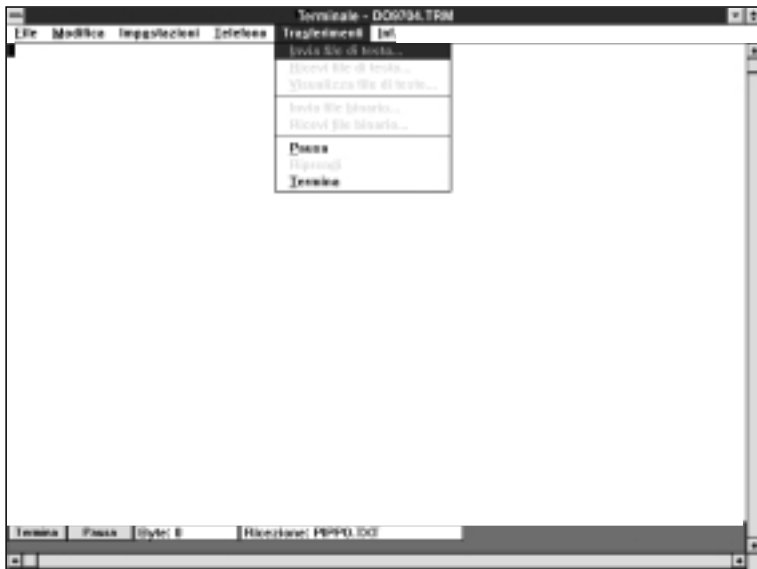 Terminale - DO9704.TRM
File Modifica Impostazioni Telefono Trasferimenti
Invia file di testo...
Ricevi file di testo...
Visualizza file di testo...
Invia file binario...
Ricevi file binario...
Pausa
Riprendi
Termina
Termina Pausa Byte: 0 Ricezione: PIPPO.TXT